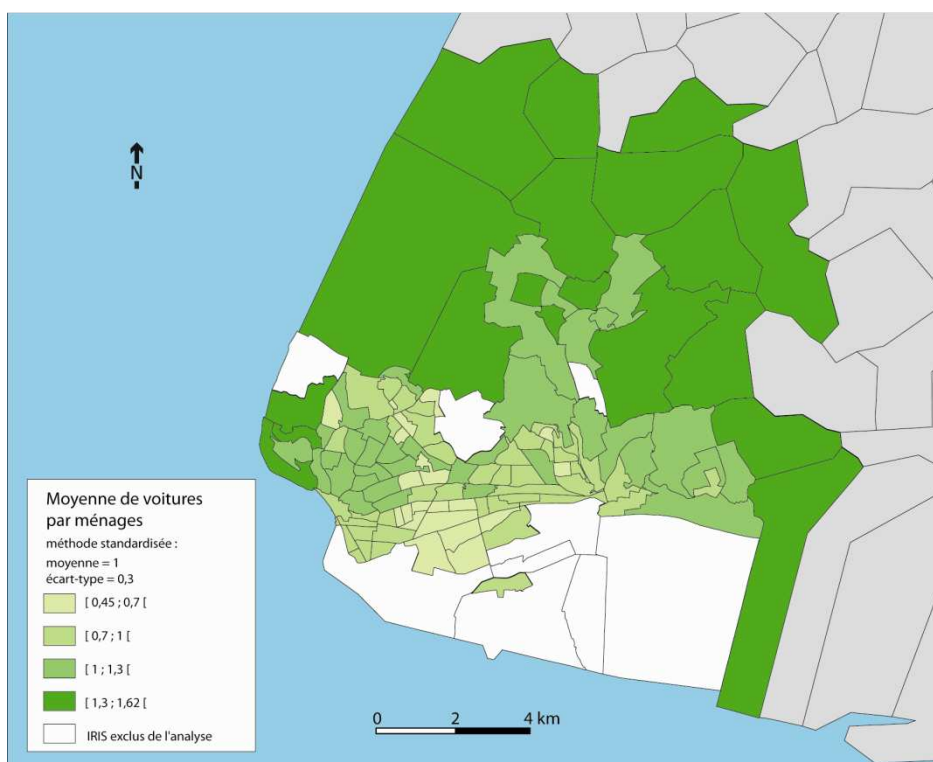 N
Moyenne de voitures
par ménages
méthode standardisée :
moyenne = 1
écart-type = 0,3
[ 0,45 ; 0,7 [
[ 0,7 ; 1 [
[ 1 ; 1,3 [
[ 1,3 ; 1,62 [
IRIS exclus de l'analyse
0 2 4 km